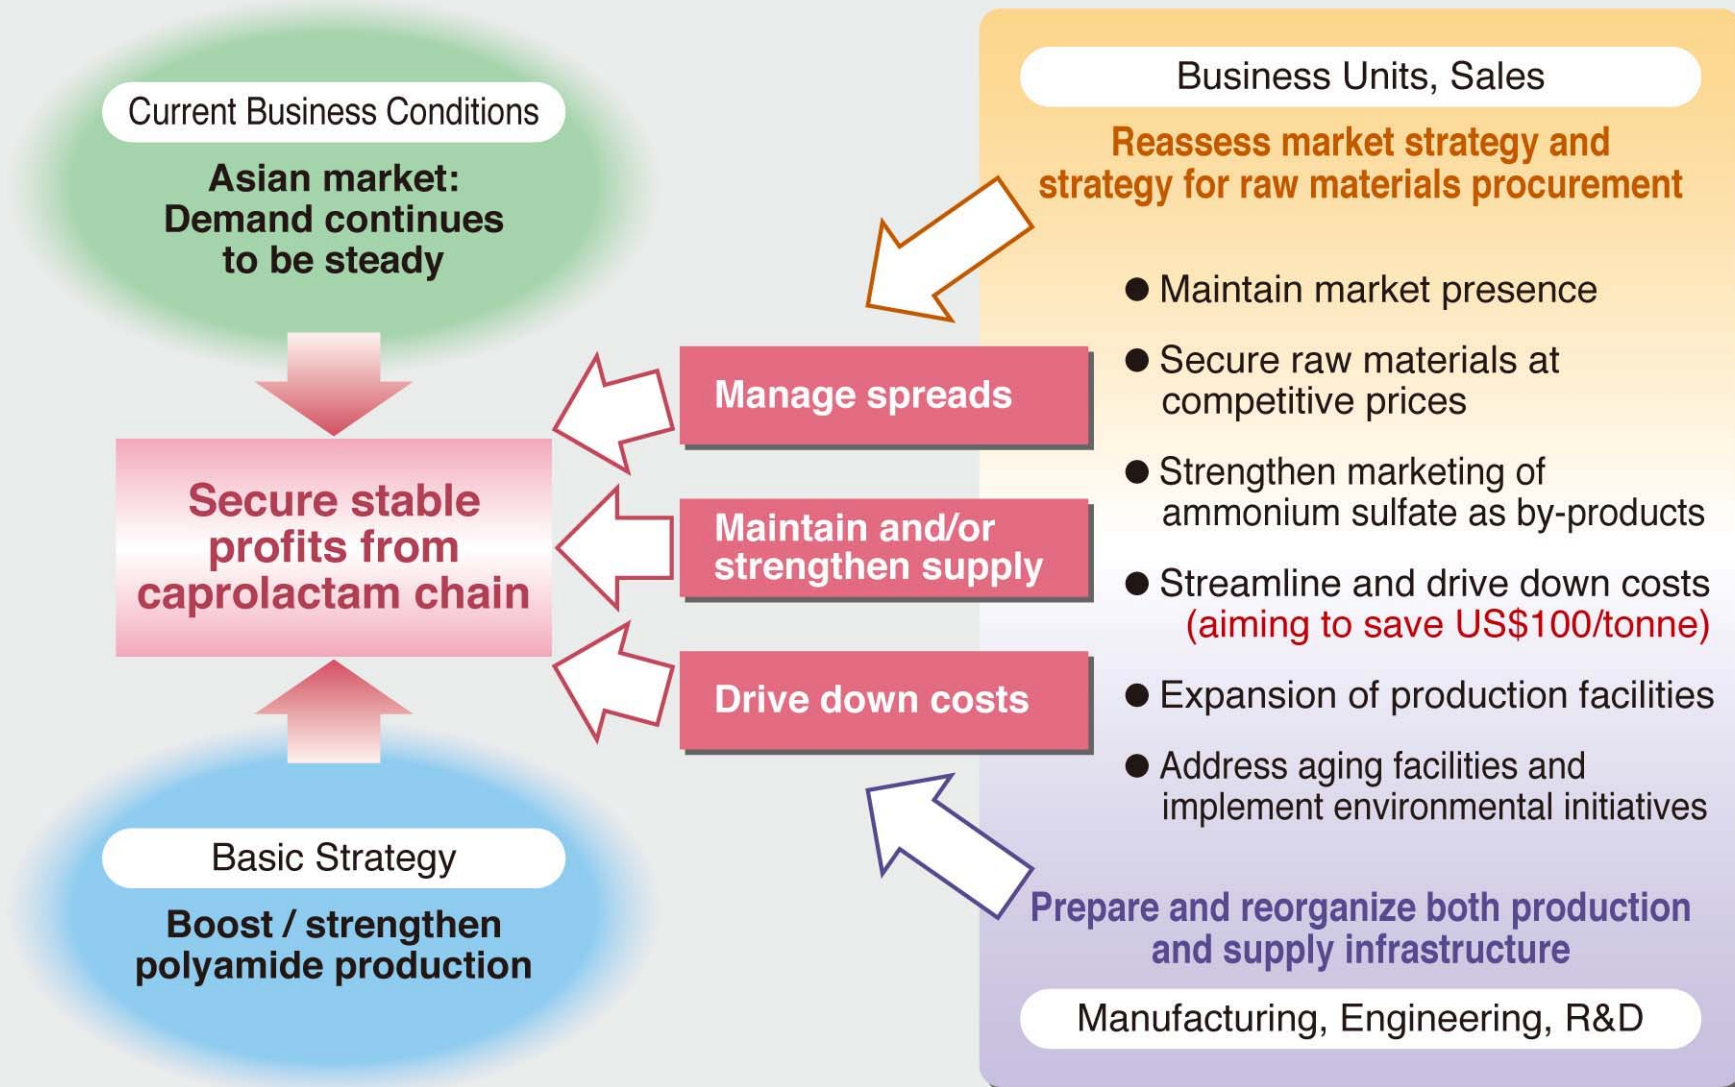 Current Business Conditions
Asian market:
Demand continues
to be steady
Secure stable
profits from
caprolactam chain
Basic Strategy
Boost / strengthen
polyamide production
Manage spreads
Maintain and/or
strengthen supply
Drive down costs
Business Units, Sales
Reassess market strategy and
strategy for raw materials procurement
● Maintain market presence
● Secure raw materials at
competitive prices
● Strengthen marketing of
ammonium sulfate as by-products
● Streamline and drive down costs
(aiming to save US$100/tonne)
● Expansion of production facilities
● Address aging facilities and
implement environmental initiatives
Prepare and reorganize both production
and supply infrastructure
Manufacturing, Engineering, R&D